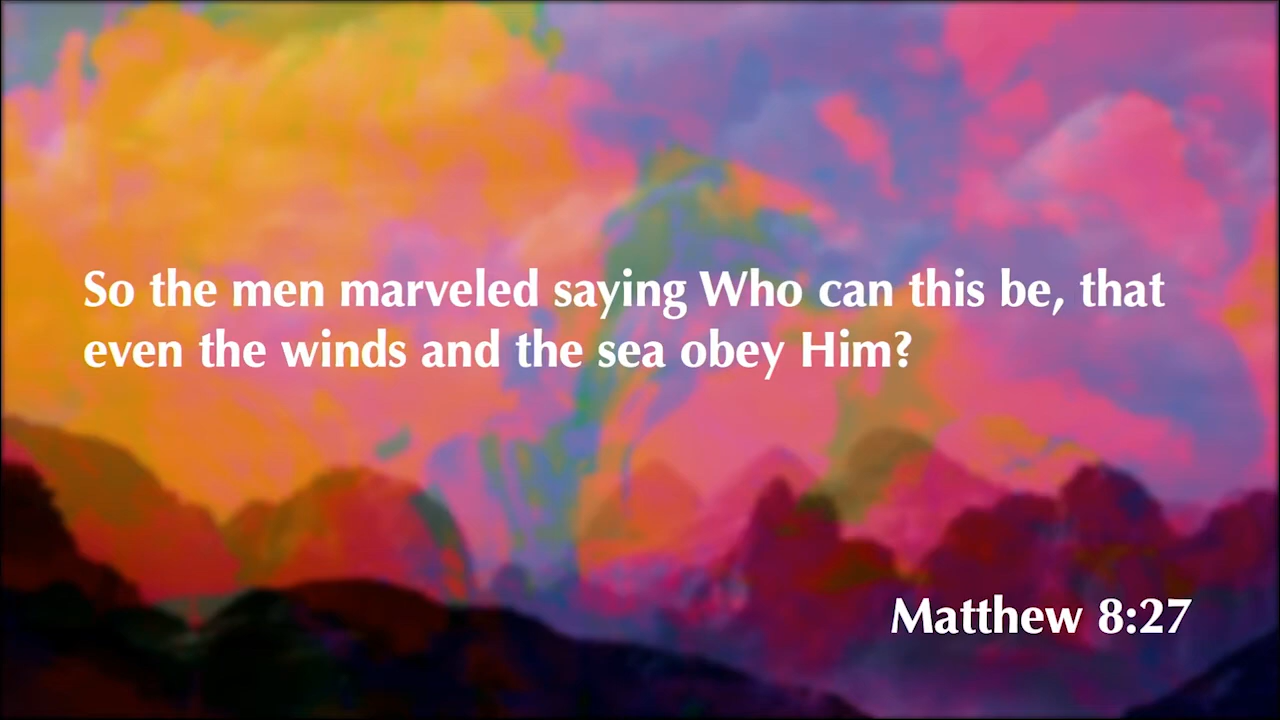 So the men marveled saying Who can this be, that
even the winds and the sea obey Him?
Matthew 8:27